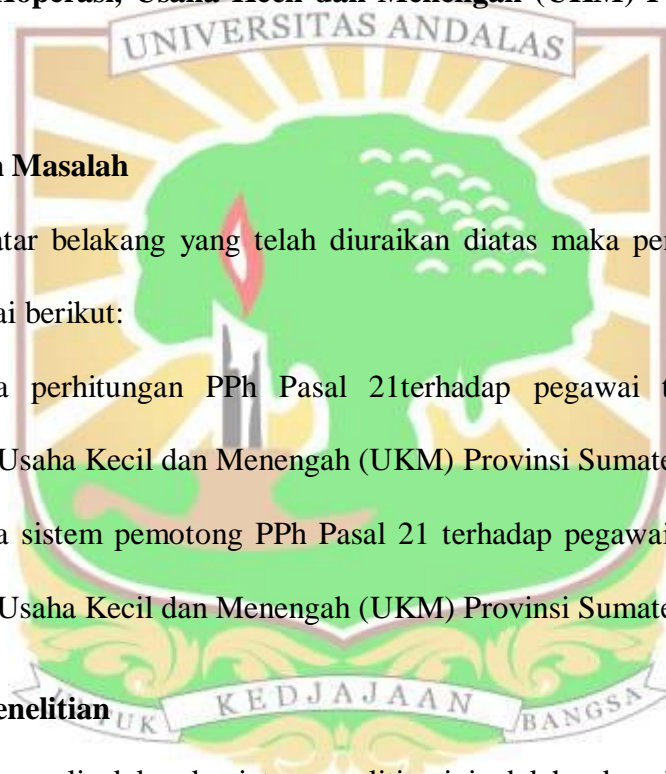 Koperasi, Usaha Kecil dan Menengah (UKM)
UNIVERSITAS ANDALAS
Masalah
atar belakang yang telah diuraikan diatas maka per
ai berikut:
a perhitungan PPh Pasal 21terhadap pegawai t
Usaha Kecil dan Menengah (UKM) Provinsi Sumate
a sistem pemotong PPh Pasal 21 terhadap pegawai
Usaha Kecil dan Menengah (UKM) Provinsi Sumate
enelitian
UNTUK KEDJAJAAN BANGSA